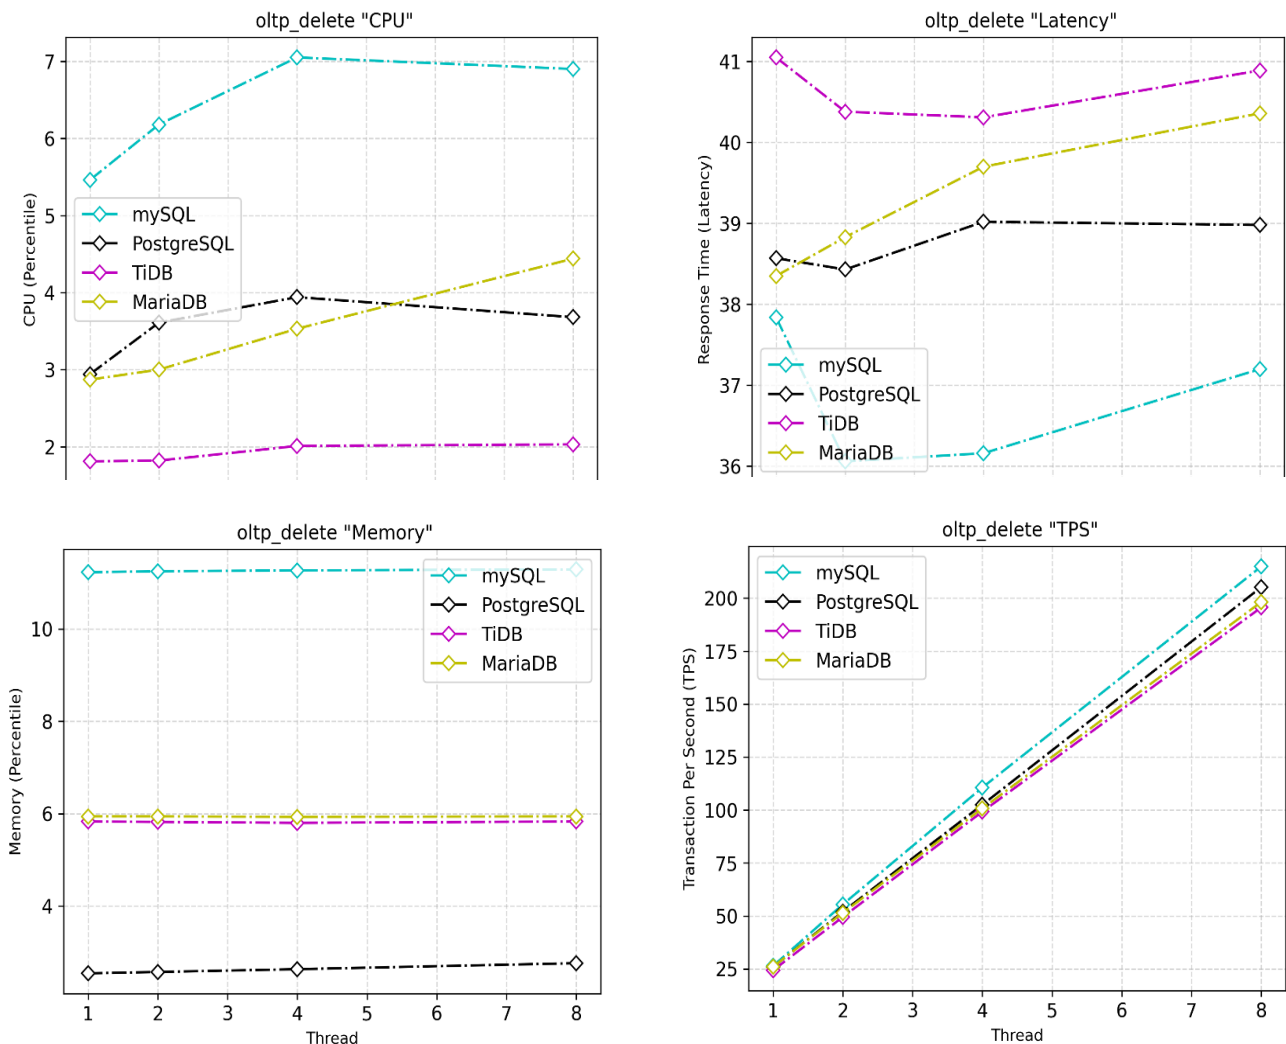 oltp_delete "CPU"
CPU (Percentile)
7
6
5
4
3
2
mySQL
PostgreSQL
TiDB
MariaDB
oltp_delete "Latency"
Response Time (Latency)
41
40
39
38
37
36
mySQL
PostgreSQL
TiDB
MariaDB
oltp_delete "Memory"
Memory (Percentile)
10
8
6
4
mySQL
PostgreSQL
TiDB
MariaDB
1 2 3 4 5 6 7 8
Thread
oltp_delete "TPS"
Transaction Per Second (TPS)
200
175
150
125
100
75
50
25
mySQL
PostgreSQL
TiDB
MariaDB
1 2 3 4 5 6 7 8
Thread